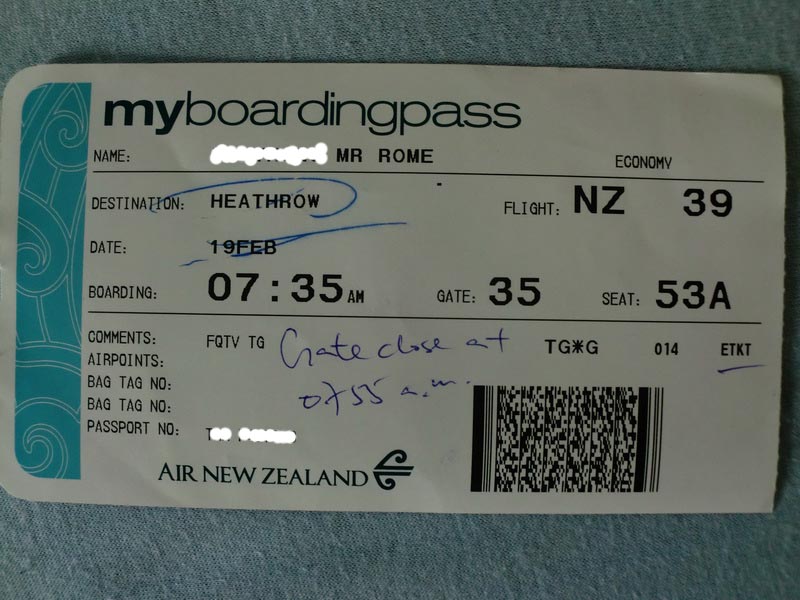 myboardingpass
NAME: MR ROME ECONOMY
DESTINATION: HEATHROW FLIGHT: NZ 39
DATE: 19FEB
BOARDING: 07:35AM GATE: 35 SEAT: 53A
COMMENTS: FQTV TG TG*G 014 ETKT
Gate close at
0755 a.m.
AIRPOINTS:
BAG TAG NO:
BAG TAG NO:
PASSPORT NO:
AIR NEW ZEALAND